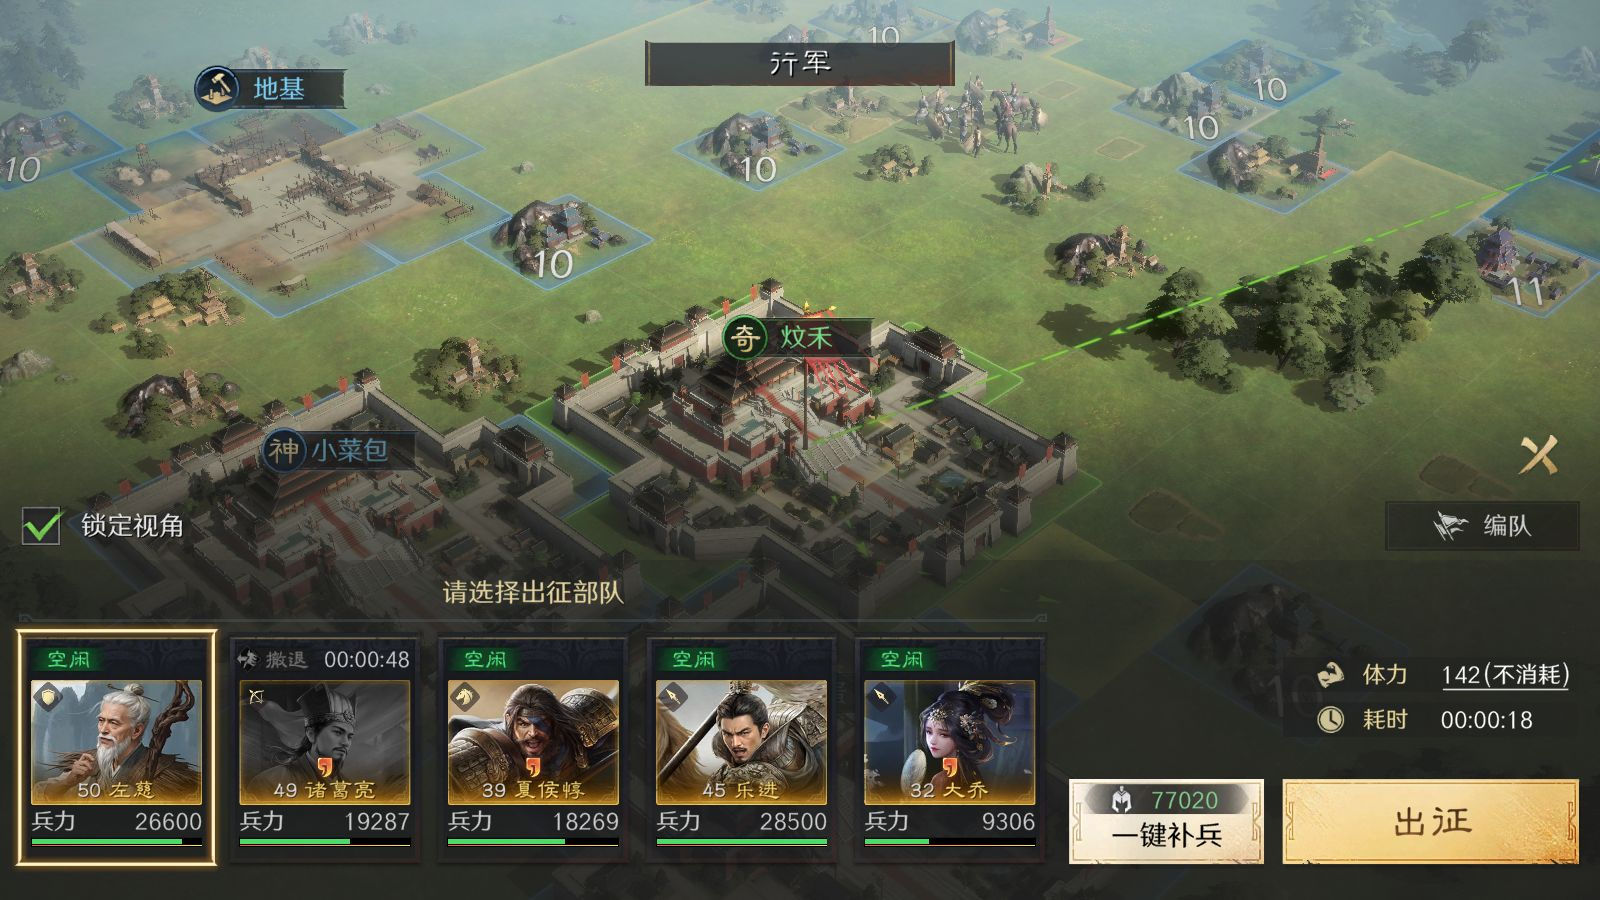 10
行军
地基
10
10
10
10
10
11
奇 炆禾
神 小菜包
锁定视角
编队
请选择出征部队
空闲
50 左慈
兵力 26600
撤退 00:00:48
49 诸葛亮
兵力 19287
空闲
39 夏侯惇
兵力 18269
空闲
45 乐进
兵力 28500
空闲
32 大乔
兵力 9306
体力 142(不消耗)
耗时 00:00:18
77020
一键补兵
出征